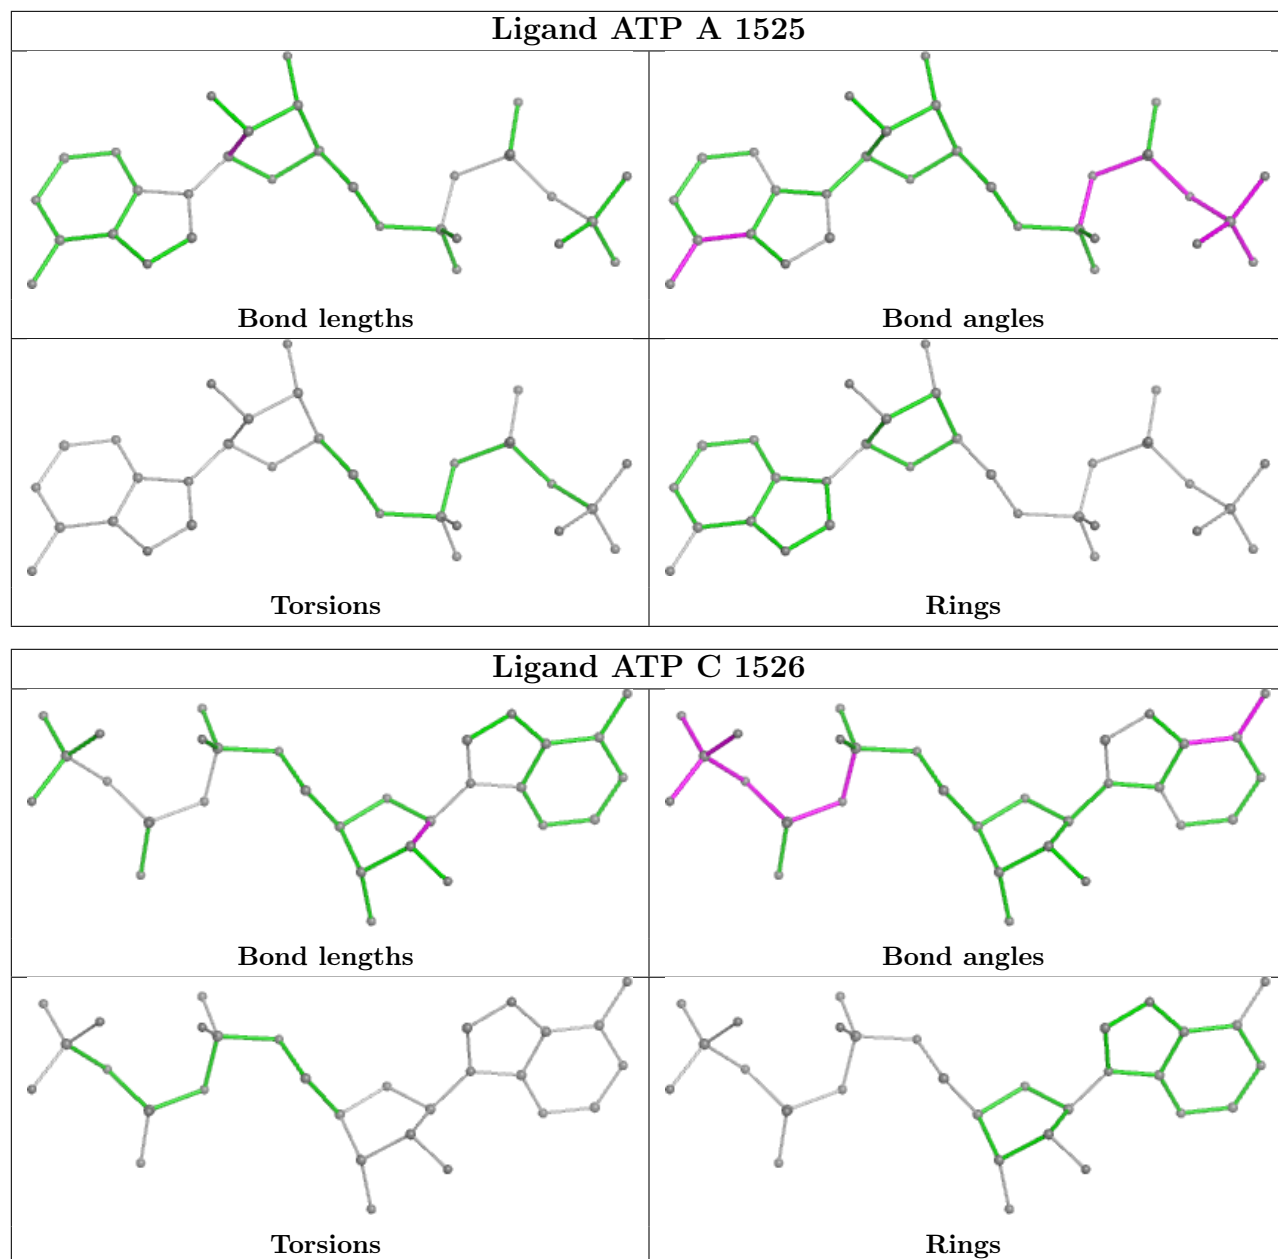 Ligand ATP A 1525
Bond lengths
Bond angles
Torsions
Rings
Ligand ATP C 1526
Bond lengths
Bond angles
Torsions
Rings